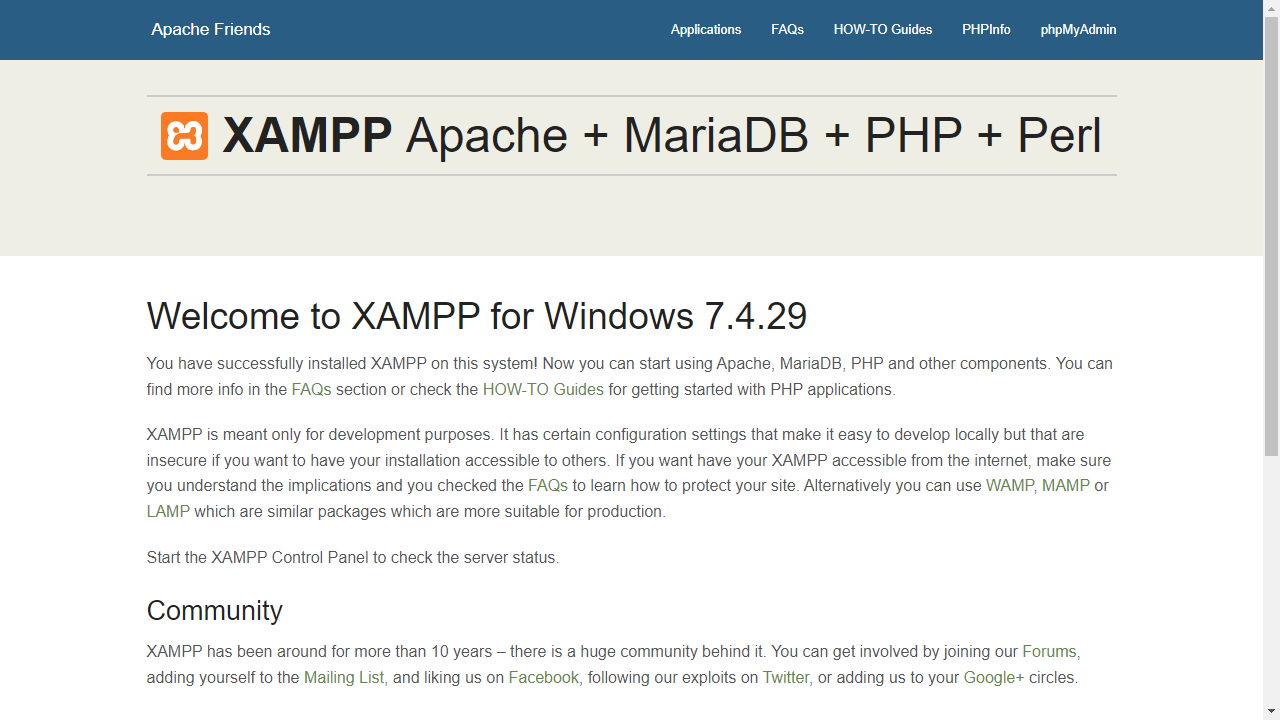 Apache Friends
Applications FAQs HOW-TO Guides PHPInfo phpMyAdmin
XAMPP Apache + MariaDB + PHP + Perl
Welcome to XAMPP for Windows 7.4.29
You have successfully installed XAMPP on this system! Now you can start using Apache, MariaDB, PHP and other components. You can
find more info in the FAQs section or check the HOW-TO Guides for getting started with PHP applications.
XAMPP is meant only for development purposes. It has certain configuration settings that make it easy to develop locally but that are
insecure if you want to have your installation accessible to others. If you want have your XAMPP accessible from the internet, make sure
you understand the implications and you checked the FAQs to learn how to protect your site. Alternatively you can use WAMP, MAMP or
LAMP which are similar packages which are more suitable for production.
Start the XAMPP Control Panel to check the server status.
Community
XAMPP has been around for more than 10 years – there is a huge community behind it. You can get involved by joining our Forums,
adding yourself to the Mailing List, and liking us on Facebook, following our exploits on Twitter, or adding us to your Google+ circles.